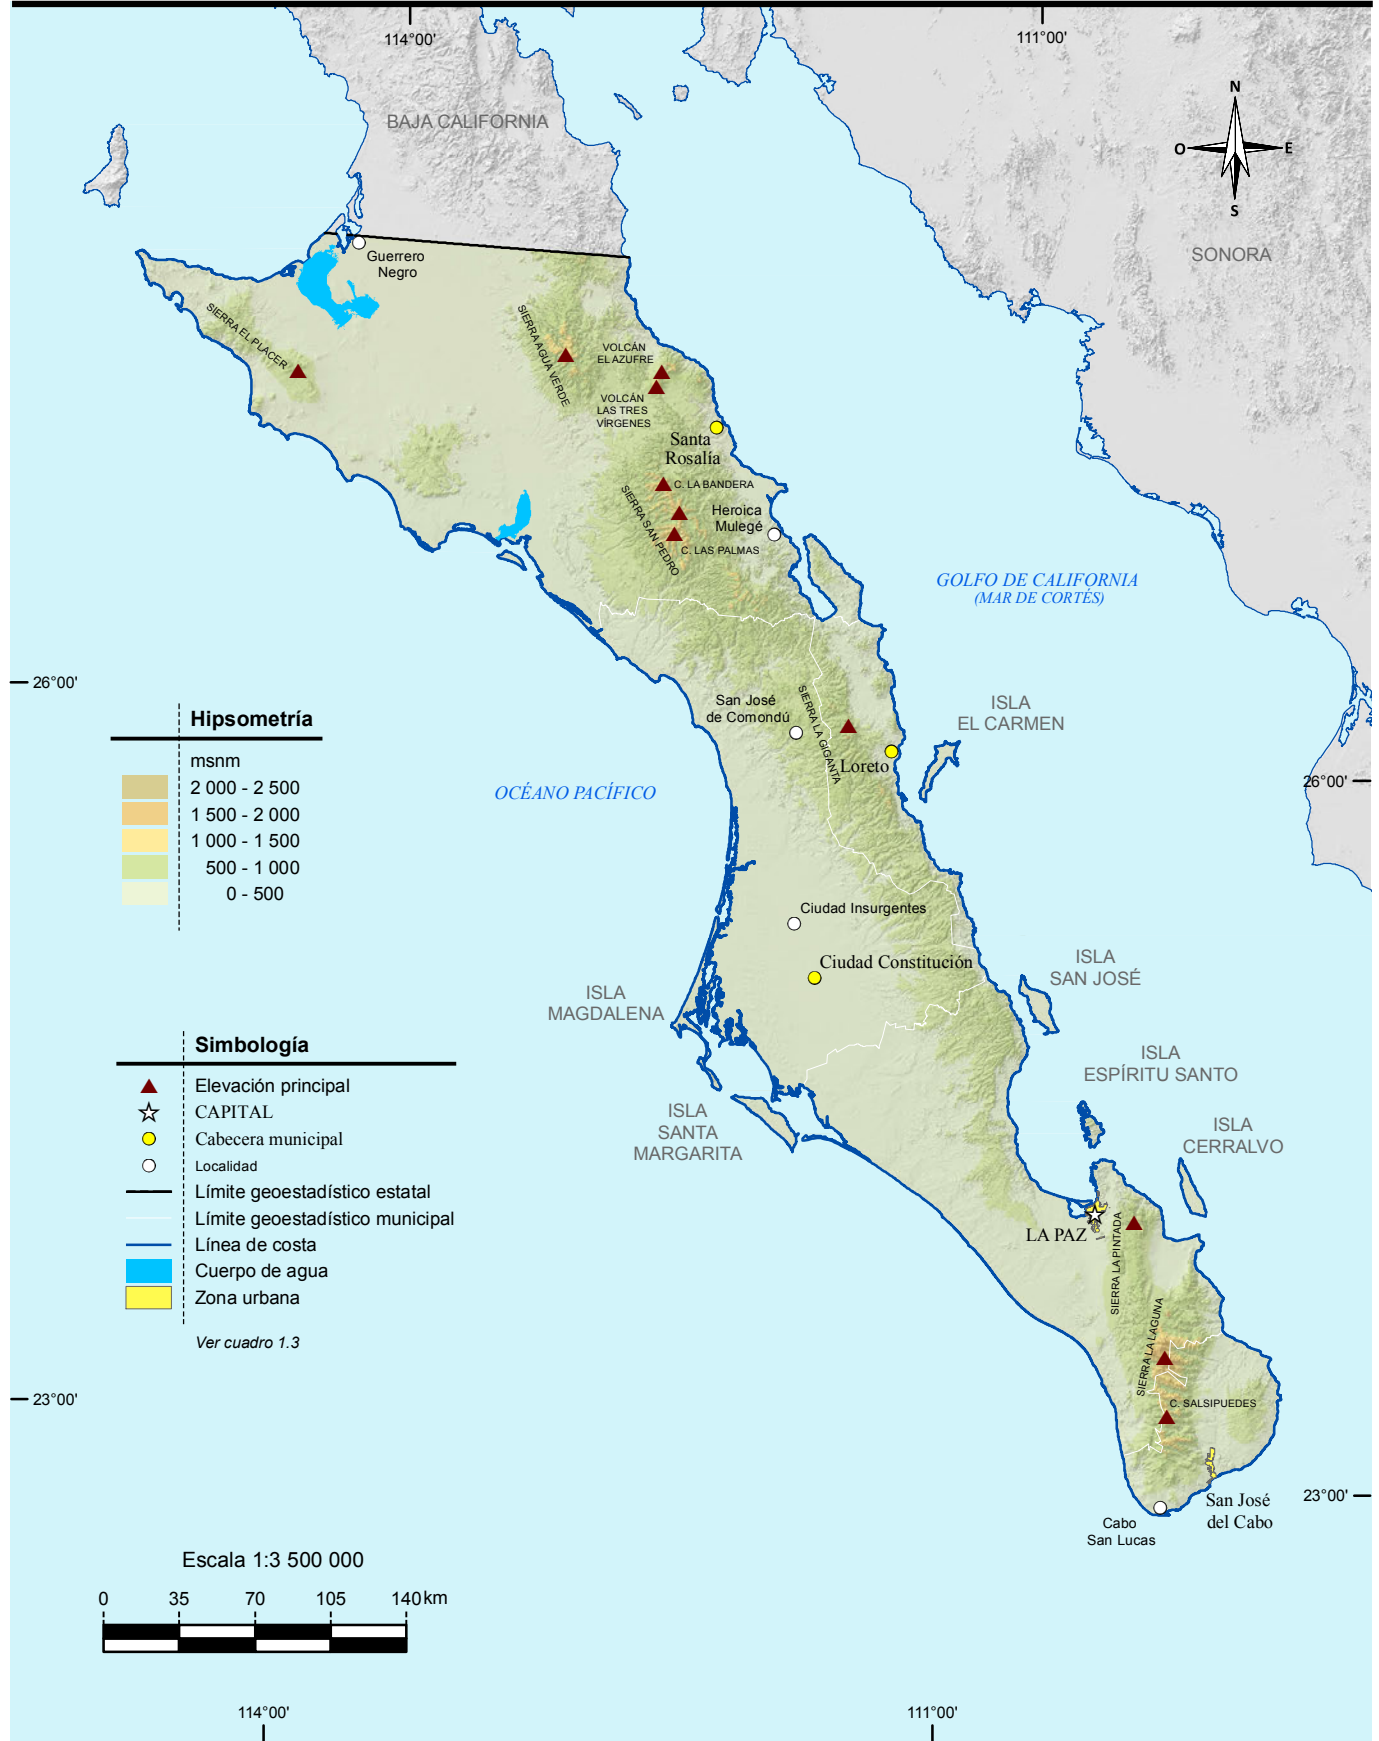 114°00'
111°00'
BAJA CALIFORNIA
N
O
E
S
SONORA
Guerrero
Negro
SIERRA EL PLACER
SIERRA AGUA VERDE
VOLCÁN
EL AZUFRE
VOLCÁN
LAS TRES
VÍRGENES
Santa
Rosalía
C. LA BANDERA
SIERRA SAN PEDRO
Heroica
Mulegé
C. LAS PALMAS
GOLFO DE CALIFORNIA
(MAR DE CORTÉS)
26°00'
San José
de Comondú
SIERRA LA GIGANTA
Loreto
ISLA
EL CARMEN
26°00'
OCÉANO PACÍFICO
Hipsometría
msnm
2 000 - 2 500
1 500 - 2 000
1 000 - 1 500
500 - 1 000
0 - 500
Ciudad Insurgentes
Ciudad Constitución
ISLA
SAN JOSÉ
ISLA
MAGDALENA
ISLA
ESPÍRITU SANTO
ISLA
CERRALVO
ISLA
SANTA
MARGARITA
Simbología
Elevación principal
CAPITAL
Cabecera municipal
Localidad
Límite geoestadístico estatal
Límite geoestadístico municipal
Línea de costa
Cuerpo de agua
Zona urbana
Ver cuadro 1.3
LA PAZ
SIERRA LA PINTADA
SIERRA LA LAGUNA
C. SALSIPUEDES
23°00'
San José
del Cabo
23°00'
Cabo
San Lucas
Escala 1:3 500 000
0 35 70 105 140 km
114°00'
111°00'